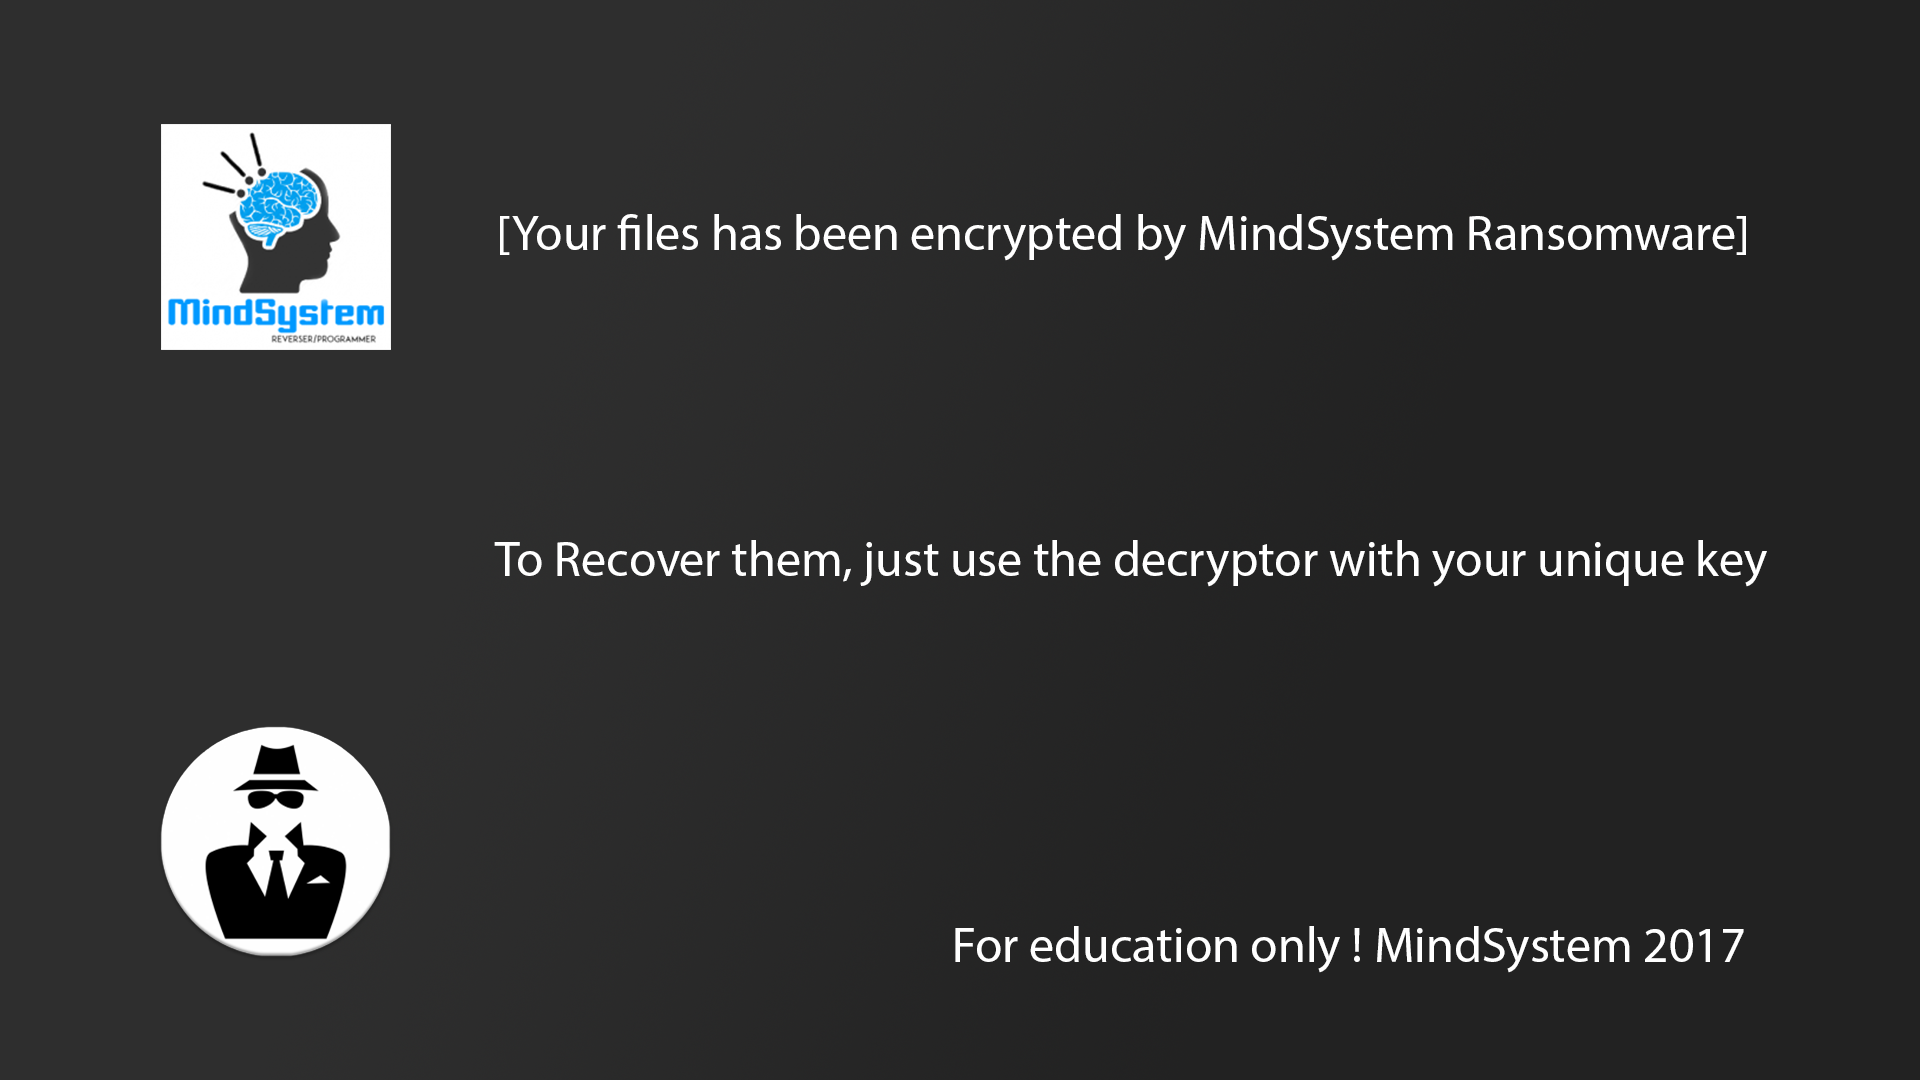 MindSystem
REVERSER/PROGRAMMER
[Your files has been encrypted by MindSystem Ransomware]
To Recover them, just use the decryptor with your unique key
For education only ! MindSystem 2017